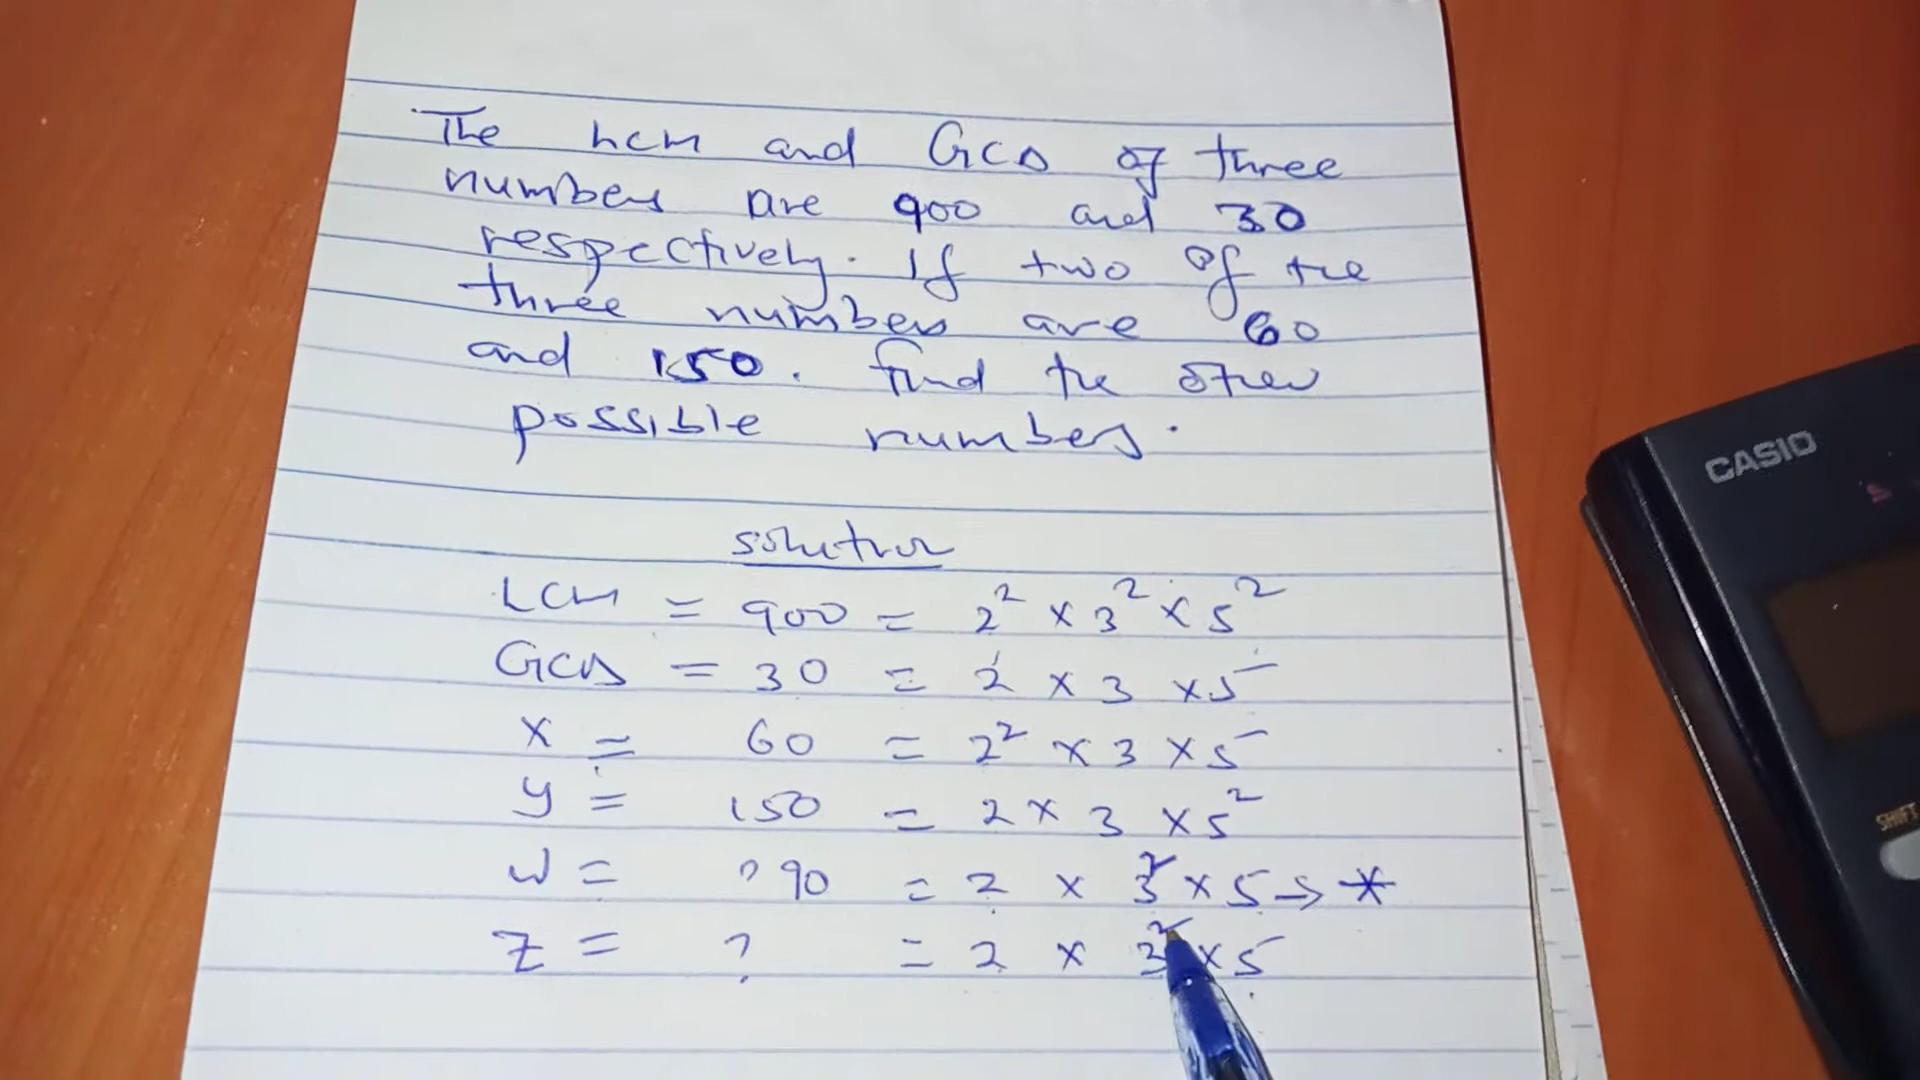 The LCM and GCD of three
numbers are 900 and 30
respectively. If two of the
three numbers are 60
and 150. find the other
possible numbers.
solution
LCM = 900 = 2² × 3² × 5²
GCD = 30 = 2 × 3 × 5
x = 60 = 2² × 3 × 5
y = 150 = 2 × 3 × 5²
W = ? 90 = 2 × 3² × 5 → *
Z = ? = 2 × 3² × 5
CASIO
SHIFT